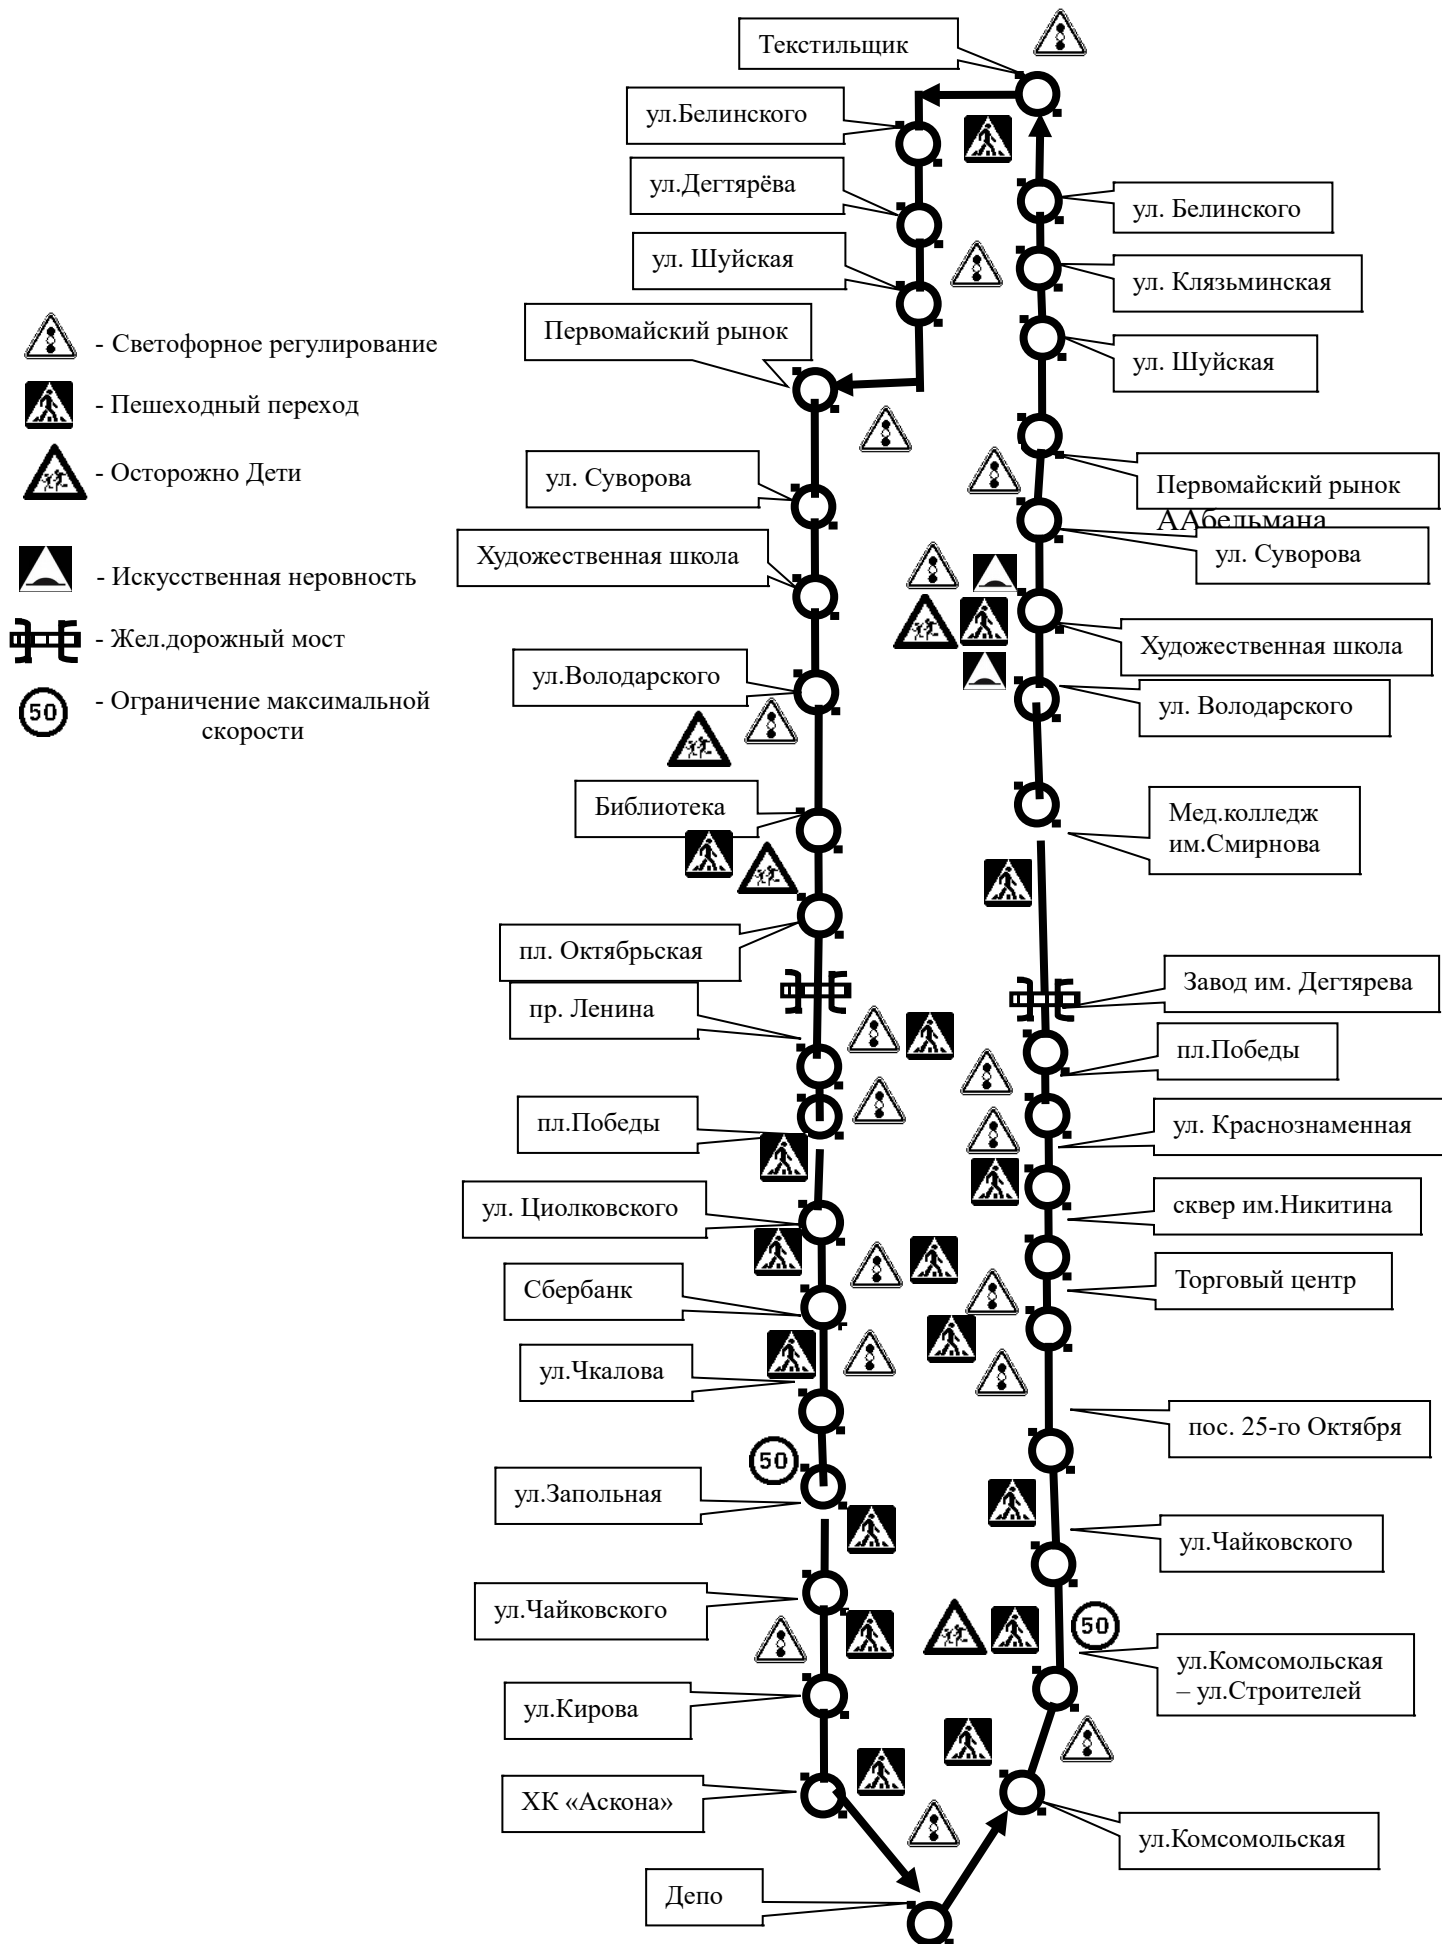 Текстильщик
ул.Белинского
ул.Дегтярёва
ул. Белинского
ул. Шуйская
ул. Клязьминская
Первомайский рынок
- Светофорное регулирование
ул. Шуйская
- Пешеходный переход
- Осторожно Дети
ул. Суворова
Первомайский рынок
ААбельмана
Художественная школа
ул. Суворова
- Искусственная неровность
- Жел.дорожный мост
Художественная школа
ул.Володарского
50
- Ограничение максимальной
скорости
ул. Володарского
Библиотека
Мед.колледж
им.Смирнова
пл. Октябрьская
Завод им. Дегтярева
пр. Ленина
пл.Победы
пл.Победы
ул. Краснознаменная
ул. Циолковского
сквер им.Никитина
Сбербанк
Торговый центр
ул.Чкалова
пос. 25-го Октября
50
ул.Запольная
ул.Чайковского
ул.Чайковского
50
ул.Комсомольская
– ул.Строителей
ул.Кирова
ХК «Аскона»
ул.Комсомольская
Депо